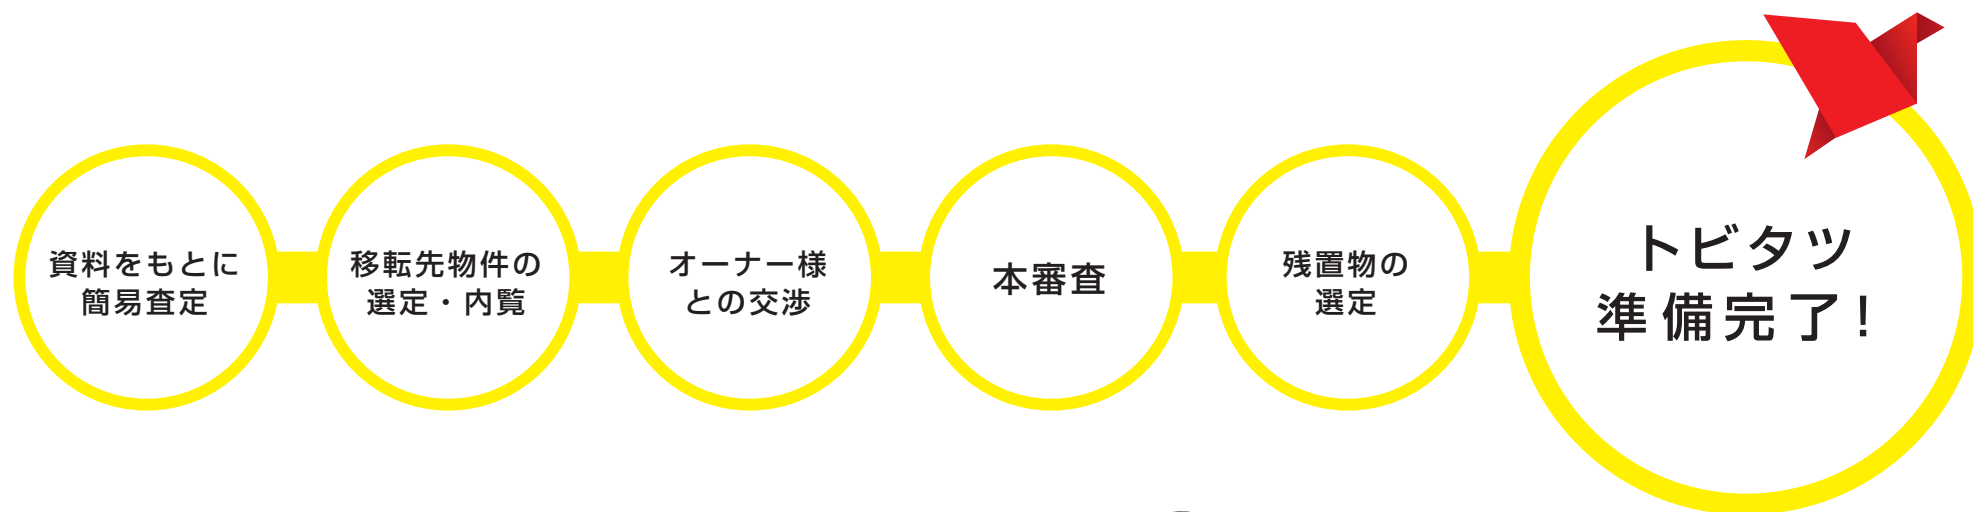 資料をもとに
簡易査定
移転先物件の
選定・内覧
オーナー様
との交渉
本審査
残置物の
選定
トビタツ
準備完了!